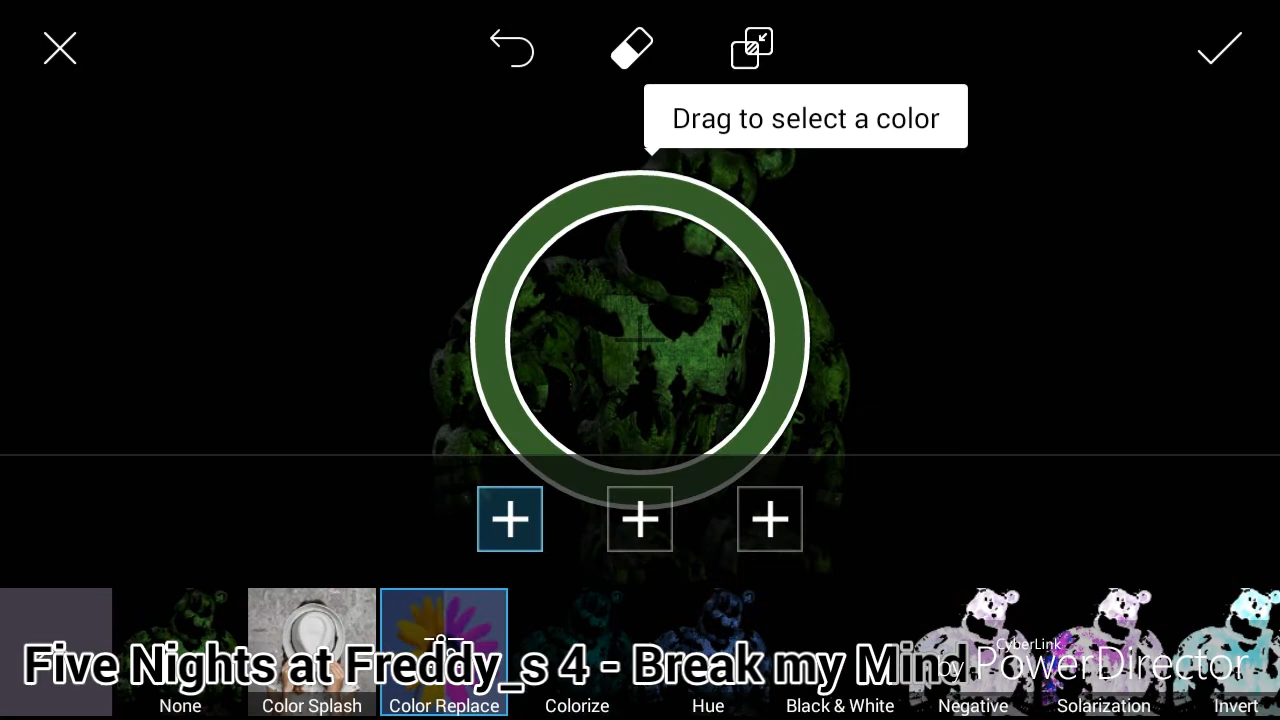 Drag to select a color
Five Nights at Freddy_s 4 - Break my Mind
CyberLink
by PowerDirector
None
Color Splash
Color Replace
Colorize
Hue
Black & White
Negative
Solarization
Invert